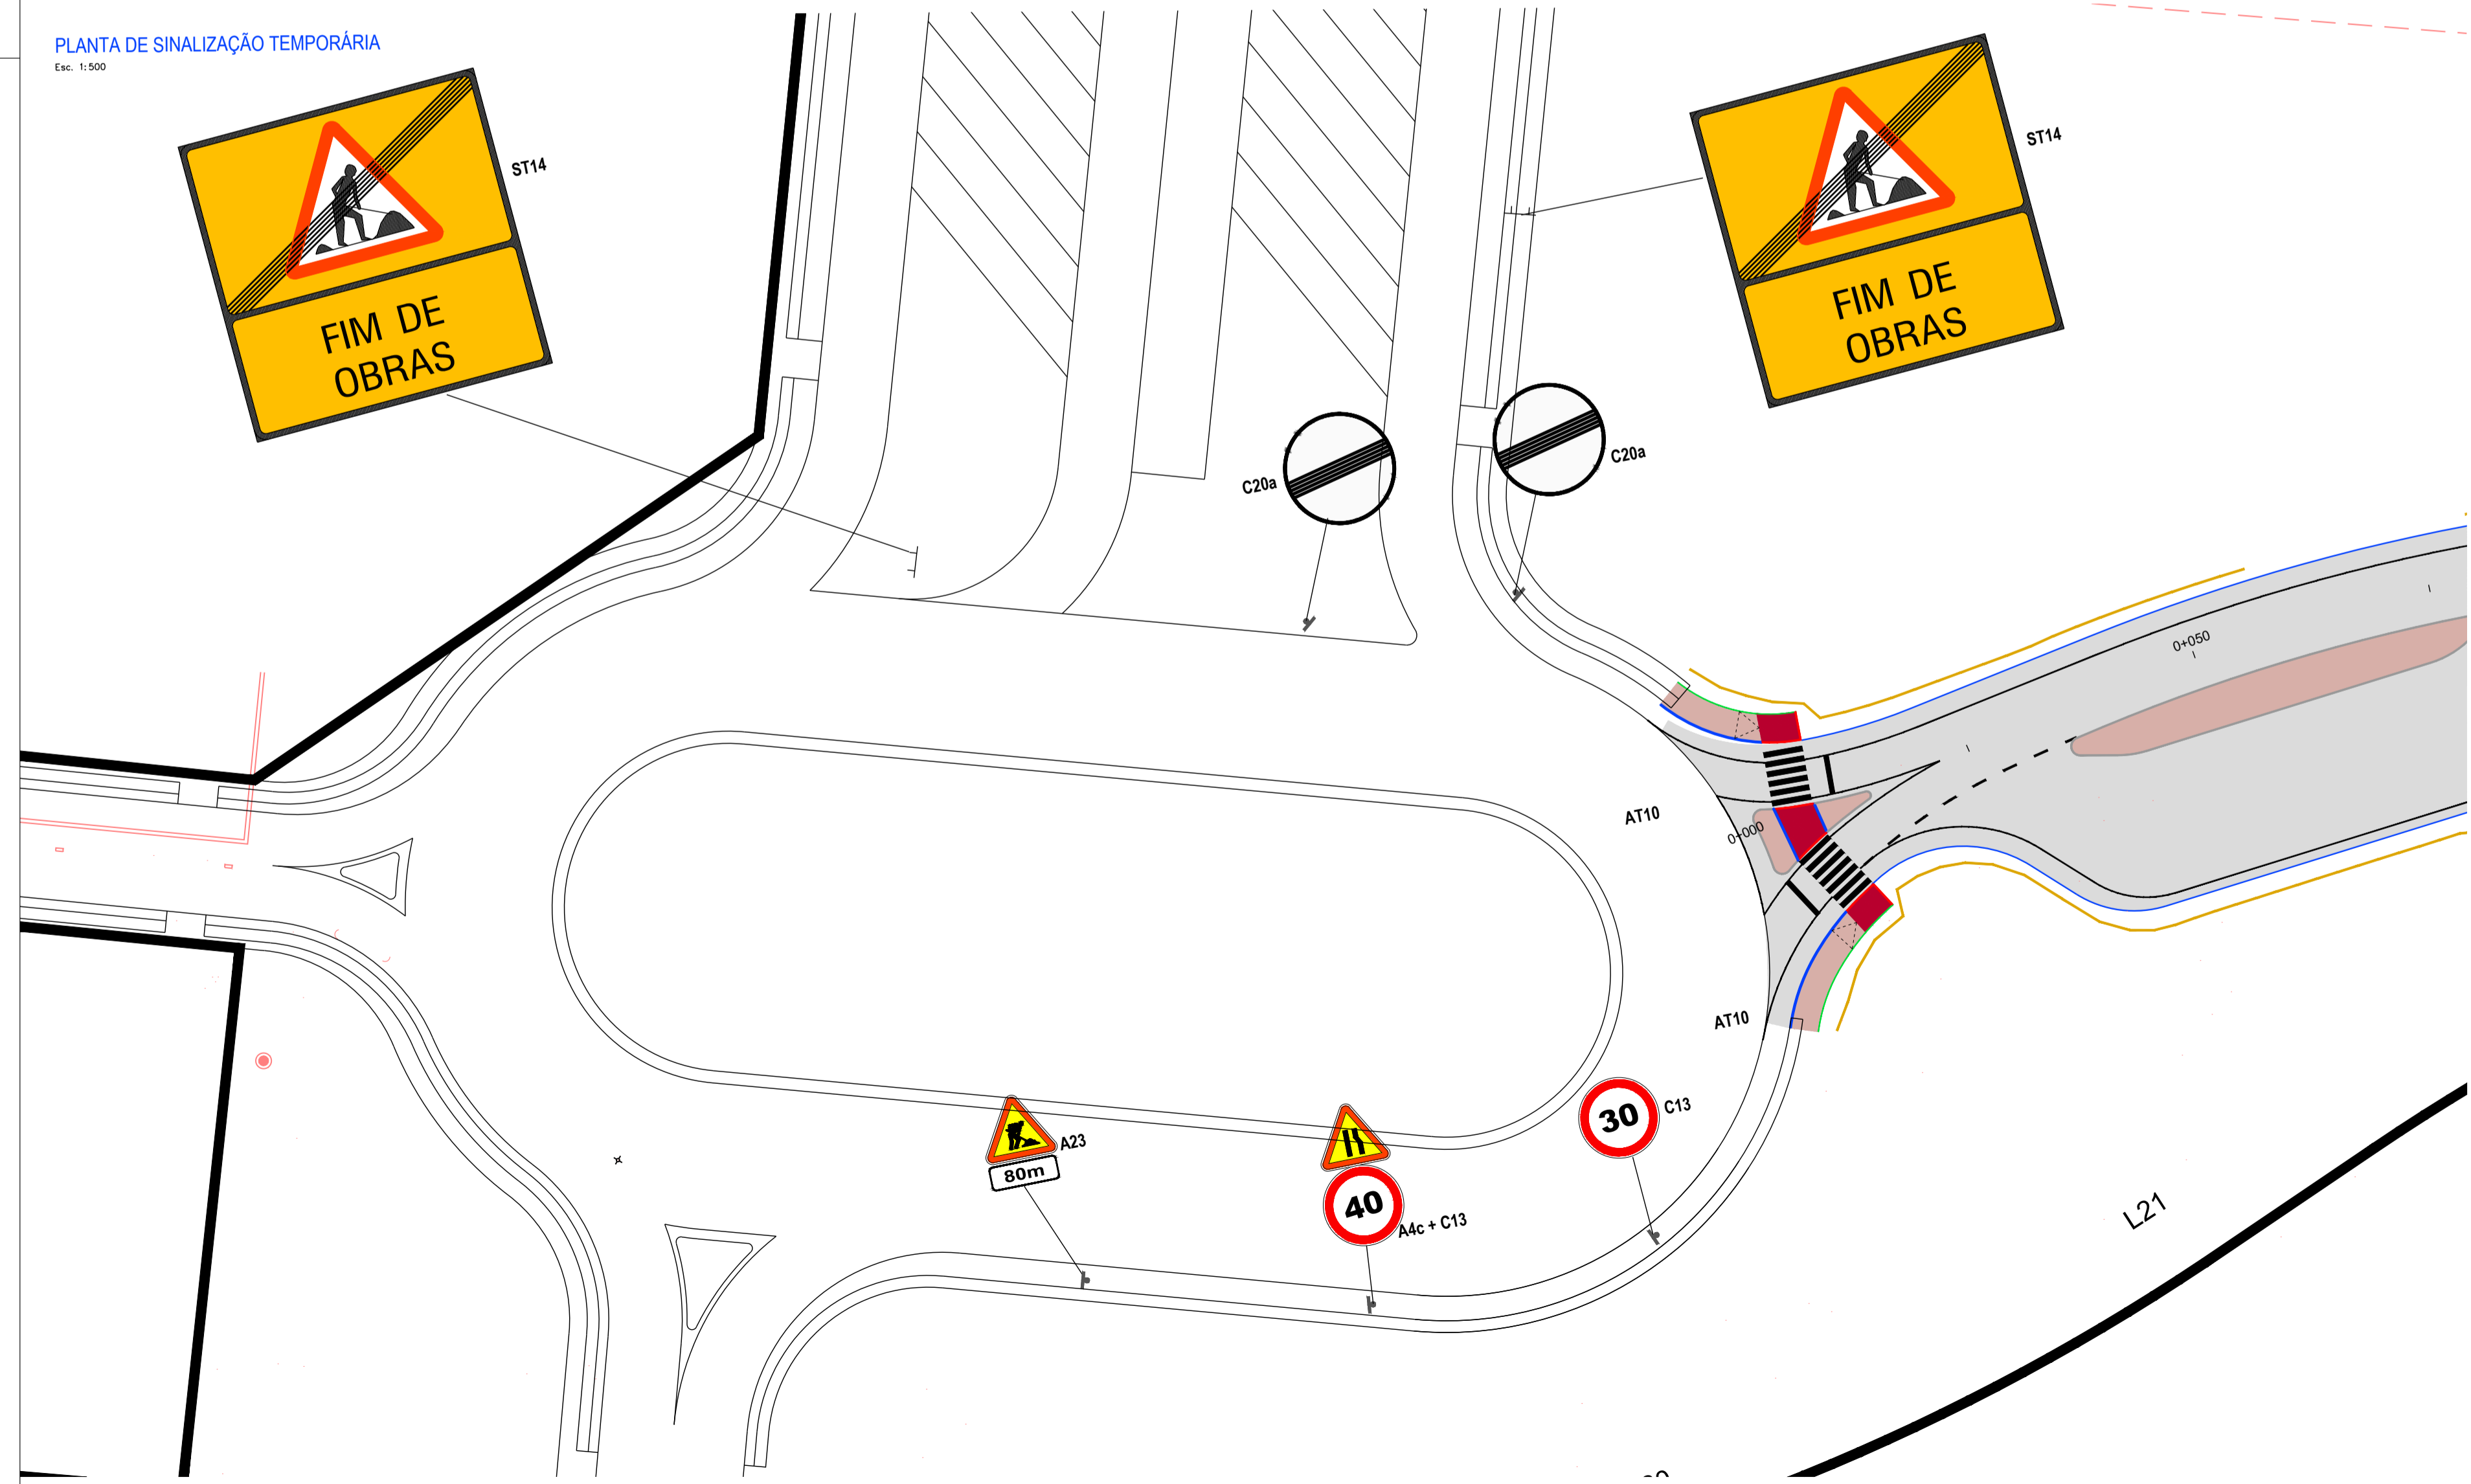 PLANTA DE SINALIZAÇÃO TEMPORÁRIA
Esc. 1:500
FIM DE
OBRAS
ST14
FIM DE
OBRAS
ST14
C20a
C20a
0+050
0+000
AT10
AT10
A23
80m
40
A4c + C13
30
C13
L21